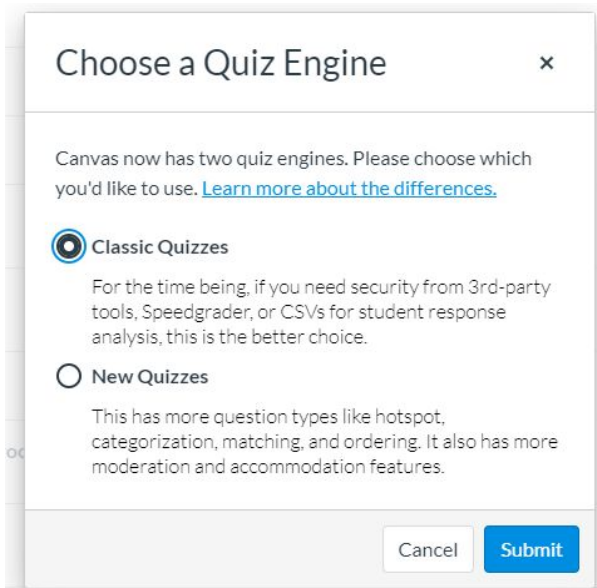 Choose a Quiz Engine ×
Canvas now has two quiz engines. Please choose which
you'd like to use. Learn more about the differences.
Classic Quizzes
For the time being, if you need security from 3rd-party
tools, Speedgrader, or CSVs for student response
analysis, this is the better choice.
New Quizzes
This has more question types like hotspot,
categorization, matching, and ordering. It also has more
moderation and accommodation features.
Cancel Submit